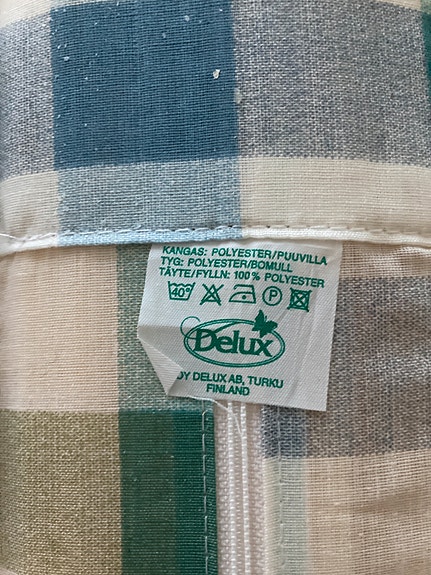 KANGAS: POLYESTER/PUUVILLA
TYG: POLYESTER/BOMULL
TÄYTE/FYLLN: 100% POLYESTER
40° P
Delux
OY DELUX AB, TURKU
FINLAND